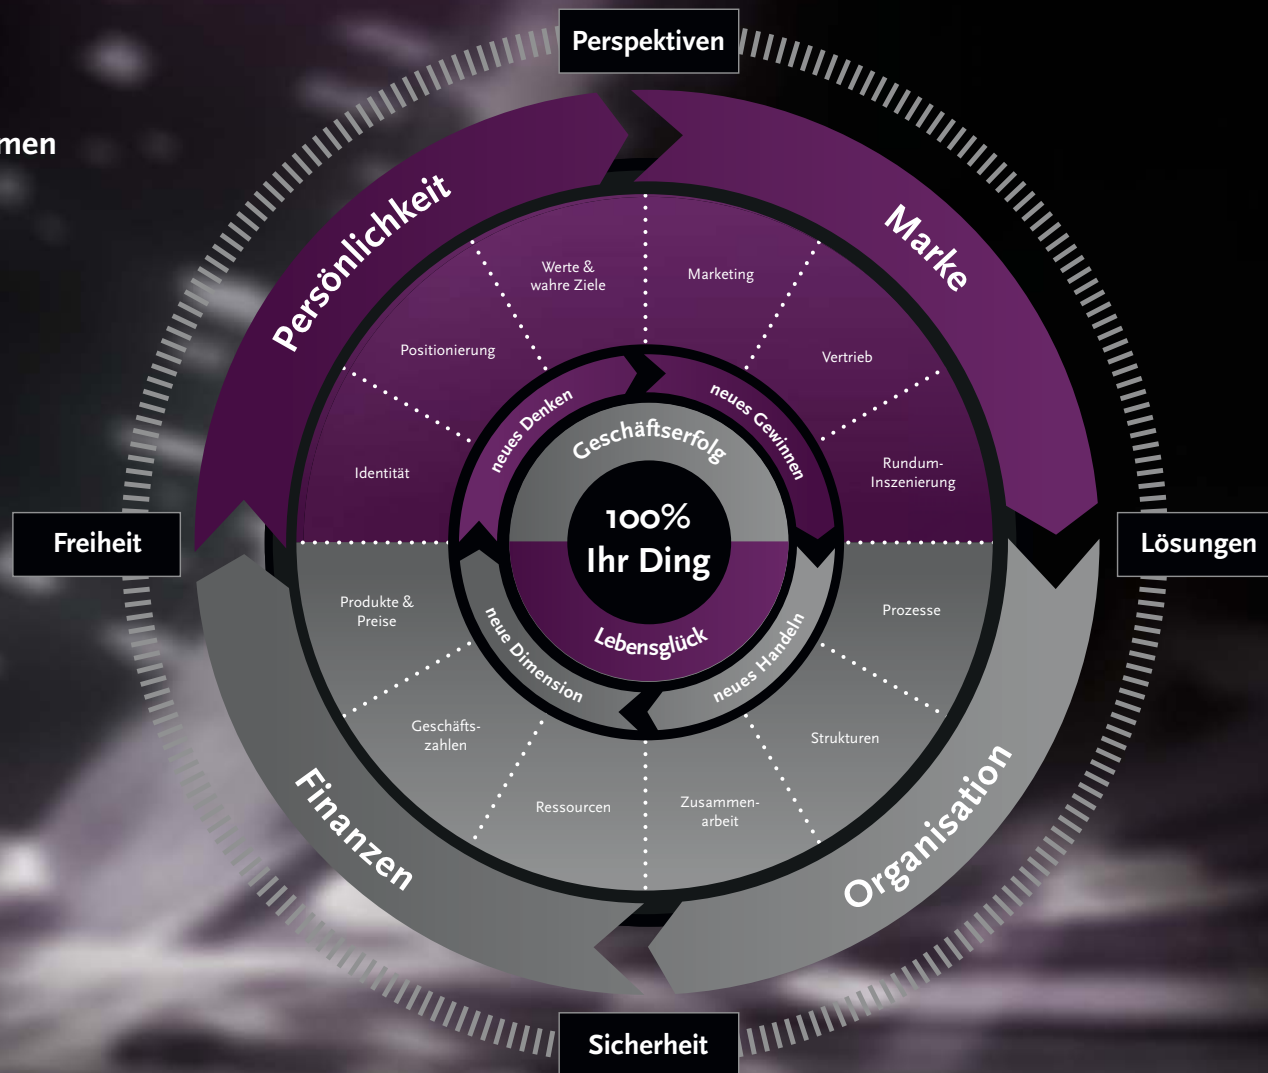 Perspektiven
men
Persönlichkeit
Marke
Werte &
wahre Ziele
Marketing
Positionierung
Vertrieb
Identität
Rundum-
Inszenierung
neues Denken
neues Gewinnen
Geschäftserfolg
100%
Ihr Ding
Lebensglück
Freiheit
Lösungen
neue Dimension
neues Handeln
Produkte &
Preise
Prozesse
Geschäfts-
zahlen
Strukturen
Ressourcen
Zusammen-
arbeit
Finanzen
Organisation
Sicherheit